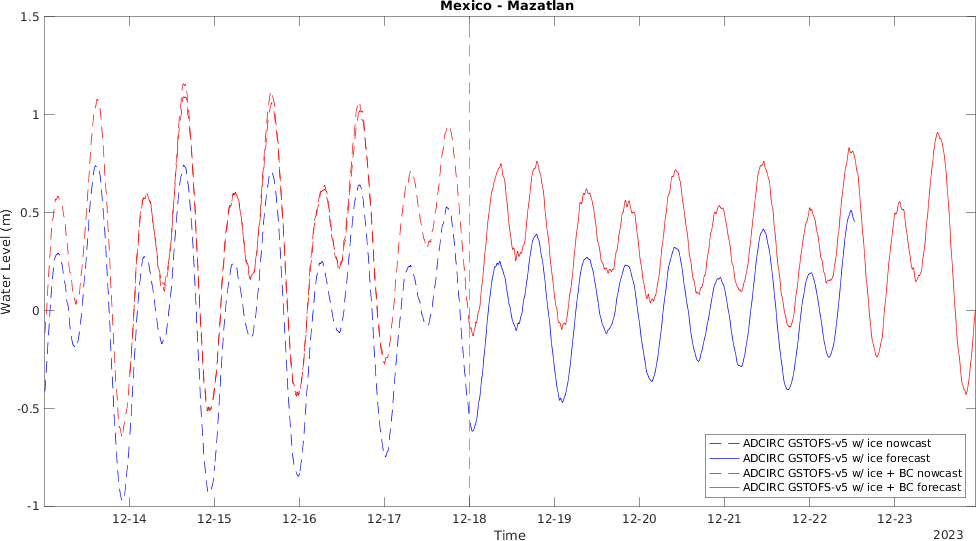 Mexico - Mazatlan
1.5
1
0.5
0
-0.5
-1
Water Level (m)
12-14
12-15
12-16
12-17
12-18
12-19
12-20
12-21
12-22
12-23
Time
2023
ADCIRC GSTOFS-v5 w/ ice nowcast
ADCIRC GSTOFS-v5 w/ ice forecast
ADCIRC GSTOFS-v5 w/ ice + BC nowcast
ADCIRC GSTOFS-v5 w/ ice + BC forecast